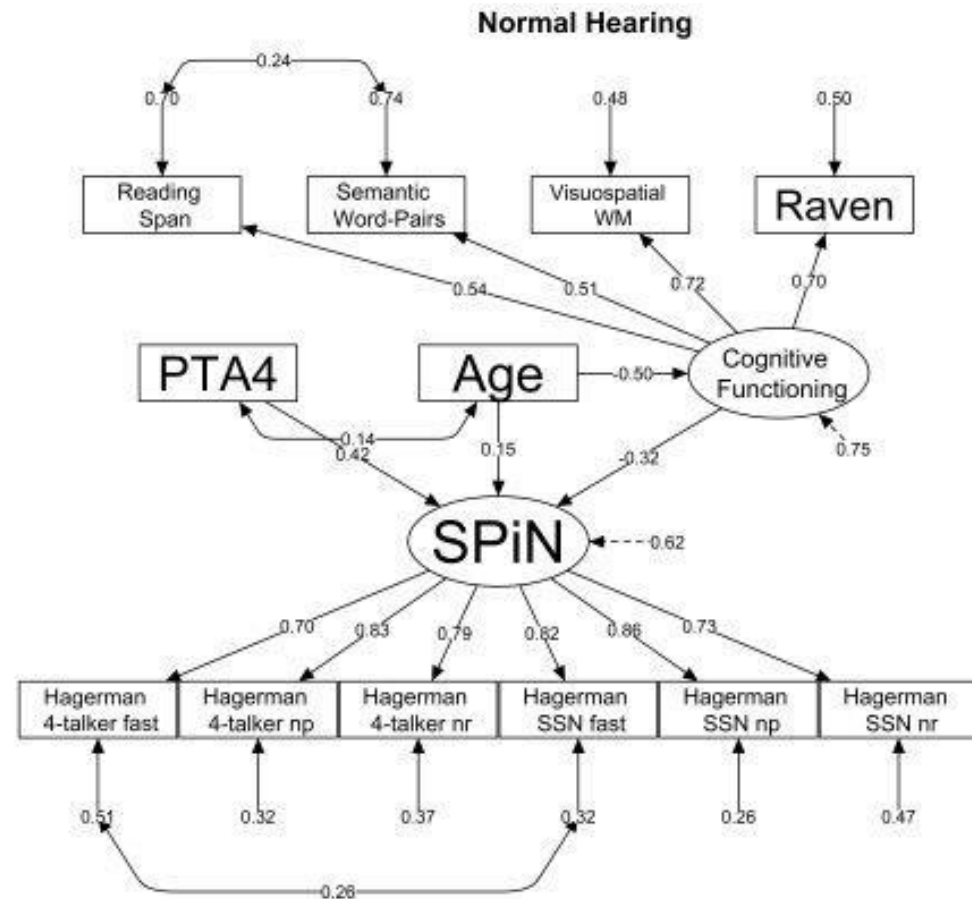 Normal Hearing
0.24
0.70
0.74
0.48
0.50
Reading
Span
Semantic
Word-Pairs
Visuospatial
WM
Raven
0.54
0.51
0.72
0.70
PTA4
Age
-0.50
Cognitive
Functioning
0.14
0.42
0.15
-0.32
0.75
SPiN
0.62
0.70
0.83
0.79
0.82
0.86
0.73
Hagerman
4-talker fast
Hagerman
4-talker np
Hagerman
4-talker nr
Hagerman
SSN fast
Hagerman
SSN np
Hagerman
SSN nr
0.51
0.32
0.37
0.32
0.26
0.47
0.26